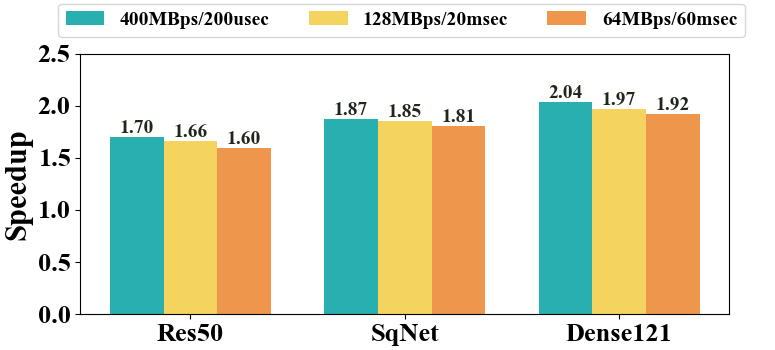 400MBps/200usec 128MBps/20msec 64MBps/60msec
2.5
2.0
1.5
1.0
0.5
0.0
Speedup
1.70 1.66 1.60
1.87 1.85 1.81
2.04 1.97 1.92
Res50 SqNet Dense121